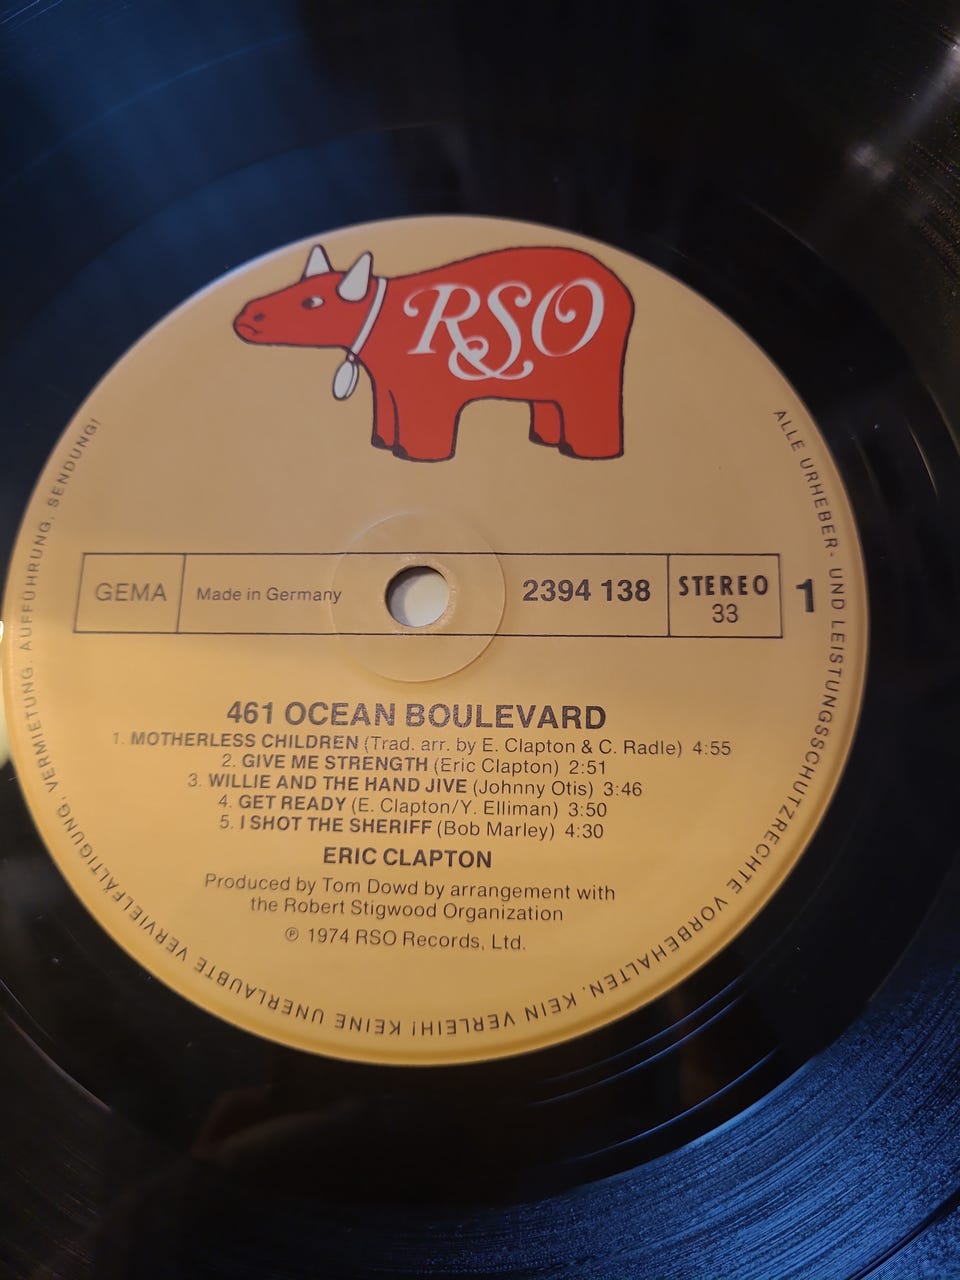 RSO
GEMA
Made in Germany
2394 138
STEREO
33
1
461 OCEAN BOULEVARD
1. MOTHERLESS CHILDREN (Trad. arr. by E. Clapton & C. Radle) 4:55
2. GIVE ME STRENGTH (Eric Clapton) 2:51
3. WILLIE AND THE HAND JIVE (Johnny Otis) 3:46
4. GET READY (E. Clapton/Y. Elliman) 3:50
5. I SHOT THE SHERIFF (Bob Marley) 4:30
ERIC CLAPTON
Produced by Tom Dowd by arrangement with
the Robert Stigwood Organization
℗ 1974 RSO Records, Ltd.
ALLE URHEBER- UND LEISTUNGSSCHUTZRECHTE VORBEHALTEN. KEIN VERLEIH! KEINE UNERLAUBTE VERVIELFÄLTIGUNG, VERMIETUNG, AUFFÜHRUNG, SENDUNG!